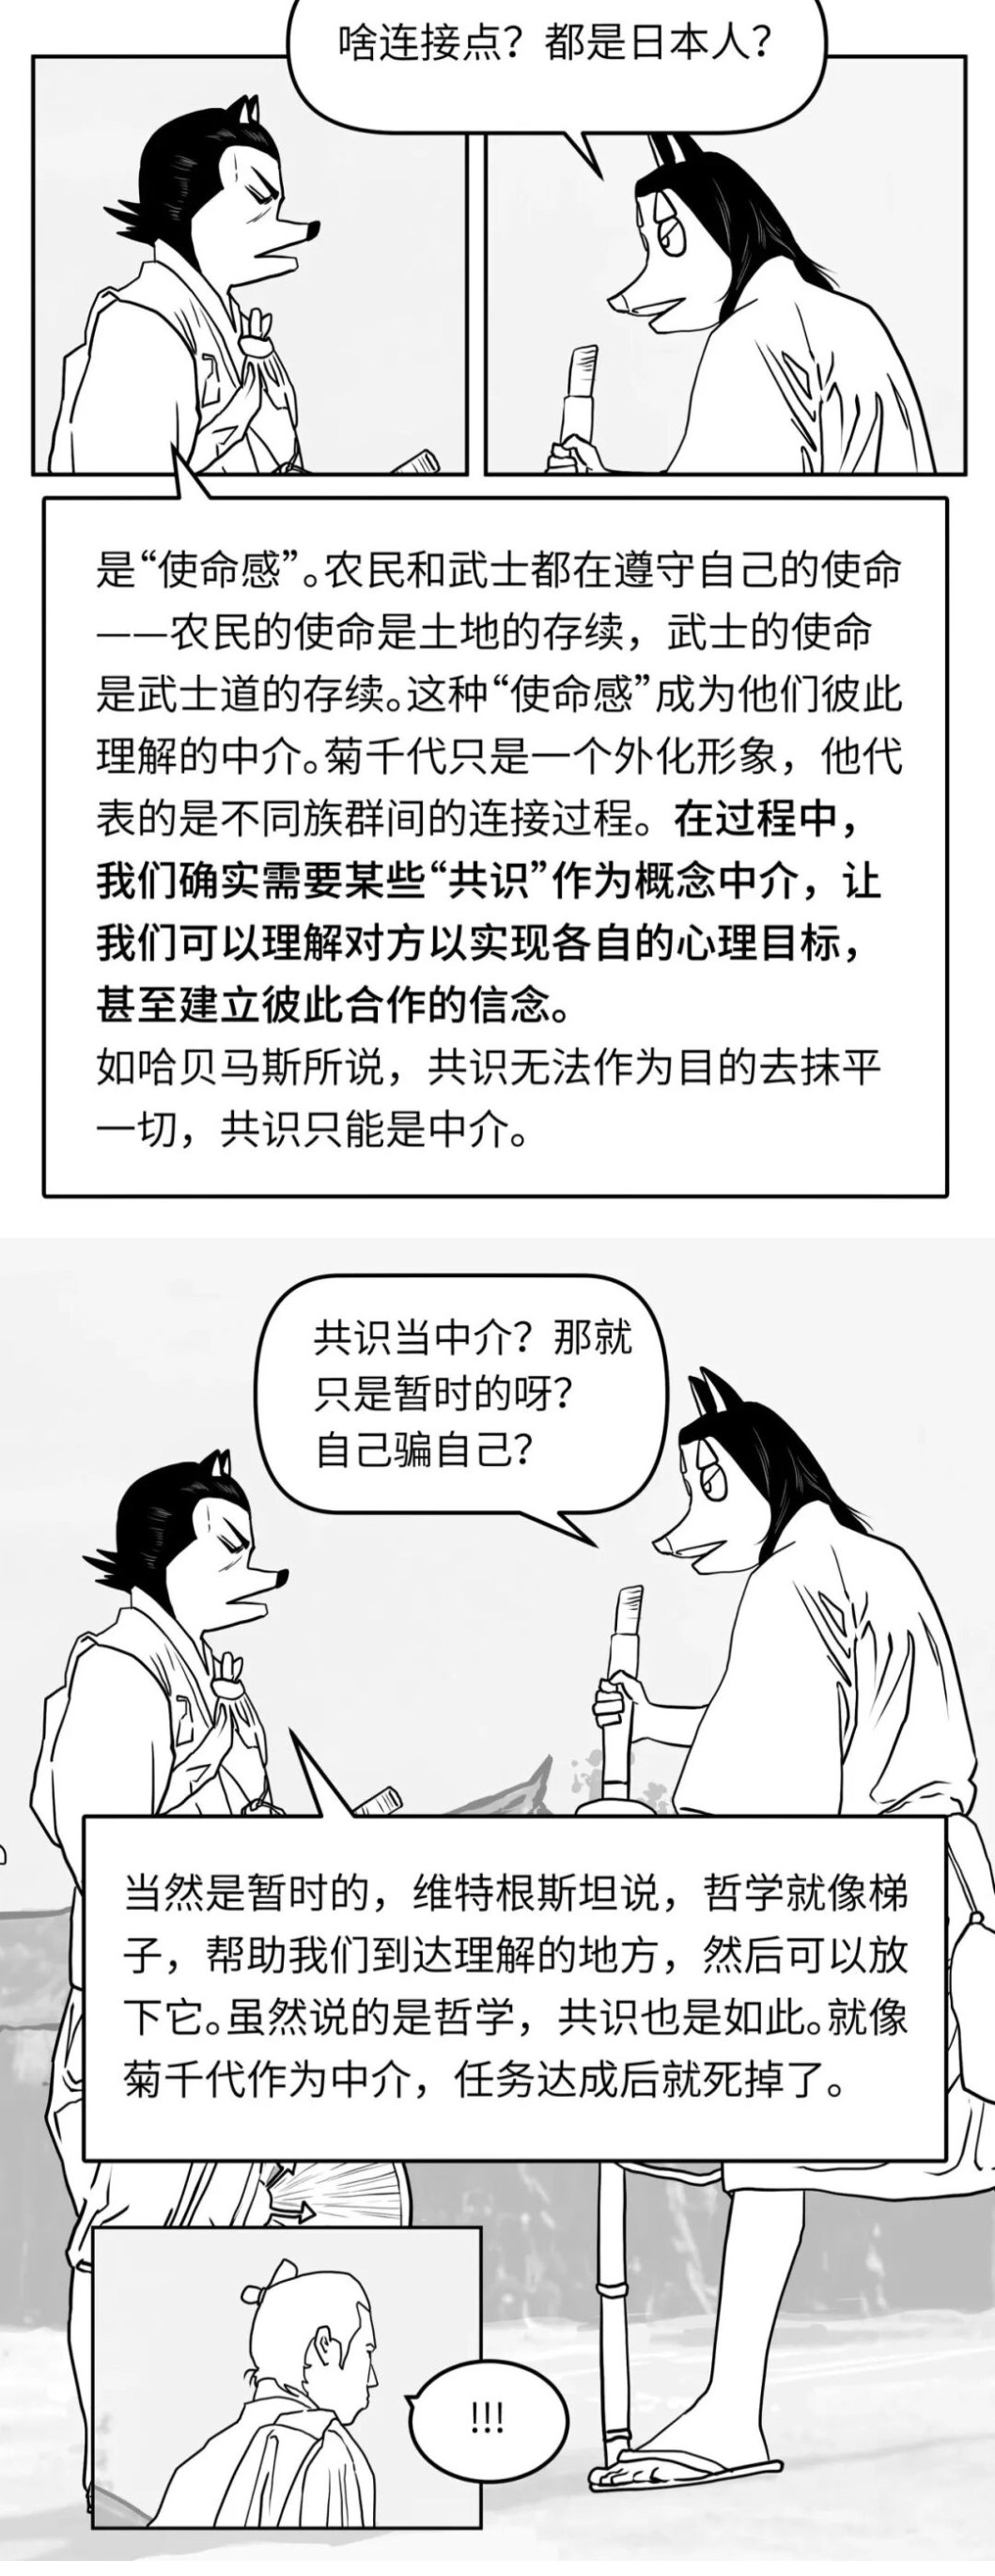 啥连接点？都是日本人？
是“使命感”。农民和武士都在遵守自己的使命
——农民的使命是土地的存续，武士的使命
是武士道的存续。这种“使命感”成为他们彼此
理解的中介。菊千代只是一个外化形象，他代
表的是不同族群间的连接过程。在过程中，
我们确实需要某些“共识”作为概念中介，让
我们可以理解对方以实现各自的心理目标，
甚至建立彼此合作的信念。
如哈贝马斯所说，共识无法作为目的去抹平
一切，共识只能是中介。
共识当中介？那就
只是暂时的呀？
自己骗自己？
当然是暂时的，维特根斯坦说，哲学就像梯
子，帮助我们到达理解的地方，然后可以放
下它。虽然说的是哲学，共识也是如此。就像
菊千代作为中介，任务达成后就死掉了。
!!!